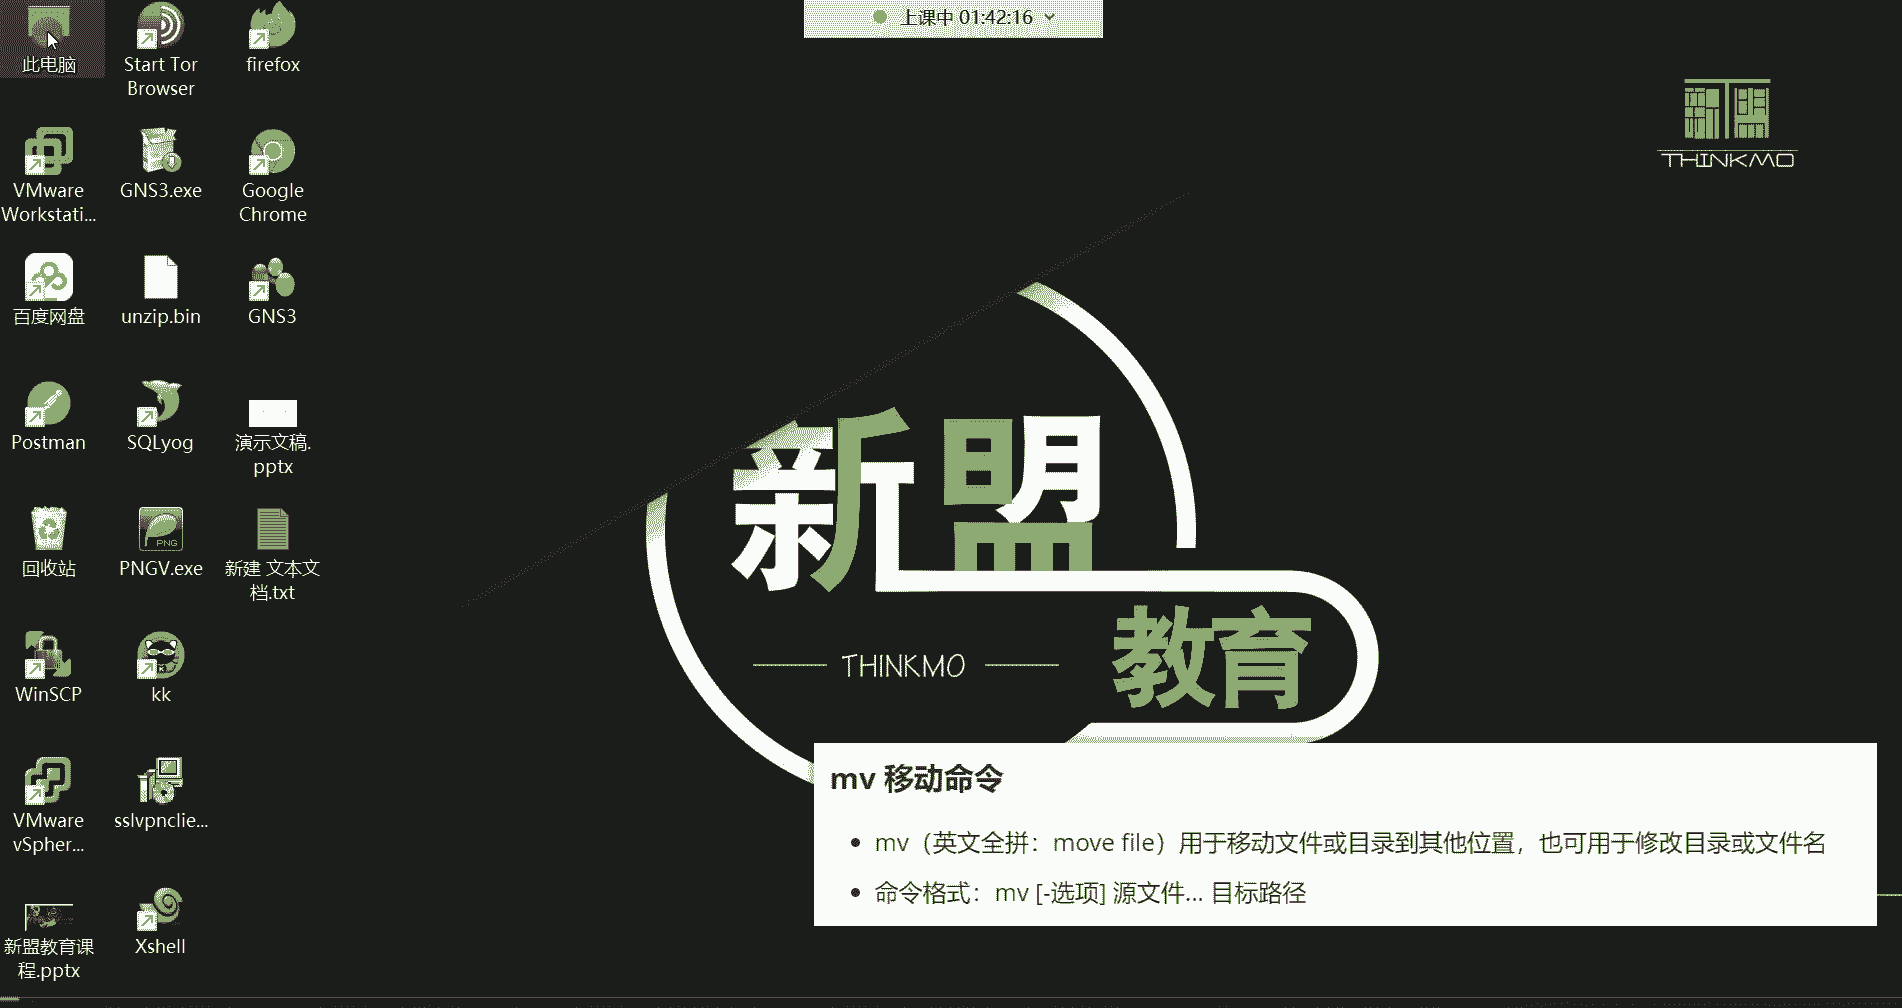 上课中 01:42:16
此电脑
Start Tor
Browser
firefox
THINKMO
VMware
Workstati...
GNS3.exe
Google
Chrome
百度网盘
unzip.bin
GNS3
Postman
SQLyog
演示文稿.
pptx
回收站
PNG
PNGV.exe
新建 文本文
档.txt
新盟
教育
THINKMO
WinSCP
kk
VMware
vSpher...
sslvpnclie...
新盟教育课
程.pptx
Xshell
mv 移动命令
mv（英文全拼：move file）用于移动文件或目录到其他位置，也可用于修改目录或文件名
命令格式：mv [-选项] 源文件... 目标路径